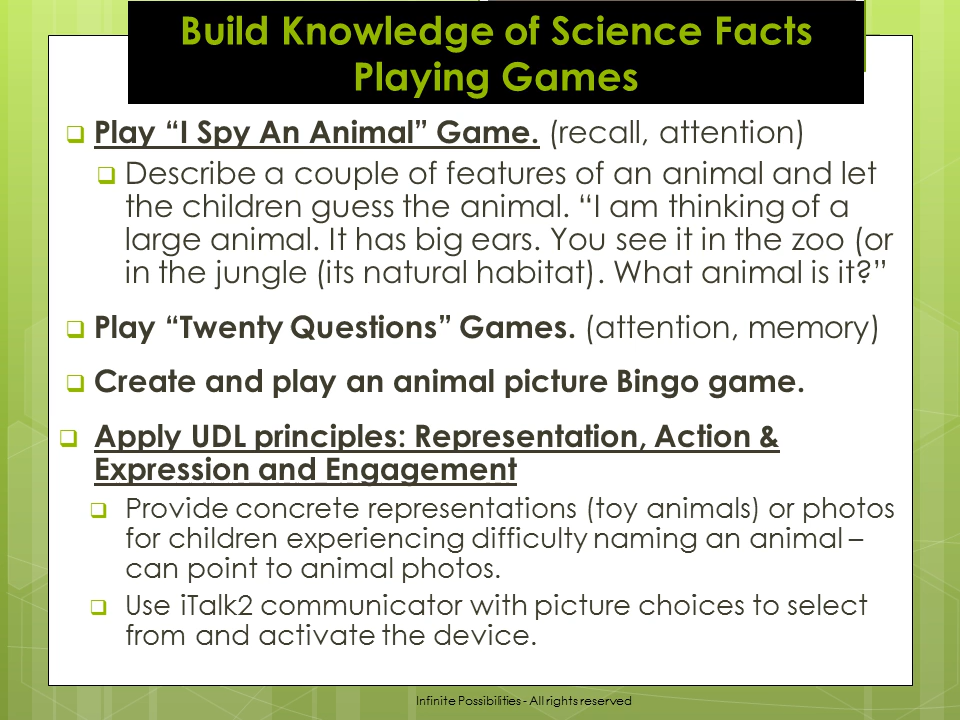 Build Knowledge of Science Facts
Playing Games
Play “I Spy An Animal” Game. (recall, attention)
Describe a couple of features of an animal and let
the children guess the animal. “I am thinking of a
large animal. It has big ears. You see it in the zoo (or
in the jungle (its natural habitat). What animal is it?”
Play “Twenty Questions” Games. (attention, memory)
Create and play an animal picture Bingo game.
Apply UDL principles: Representation, Action &
Expression and Engagement
Provide concrete representations (toy animals) or photos
for children experiencing difficulty naming an animal –
can point to animal photos.
Use iTalk2 communicator with picture choices to select
from and activate the device.
Infinite Possibilities - All rights reserved